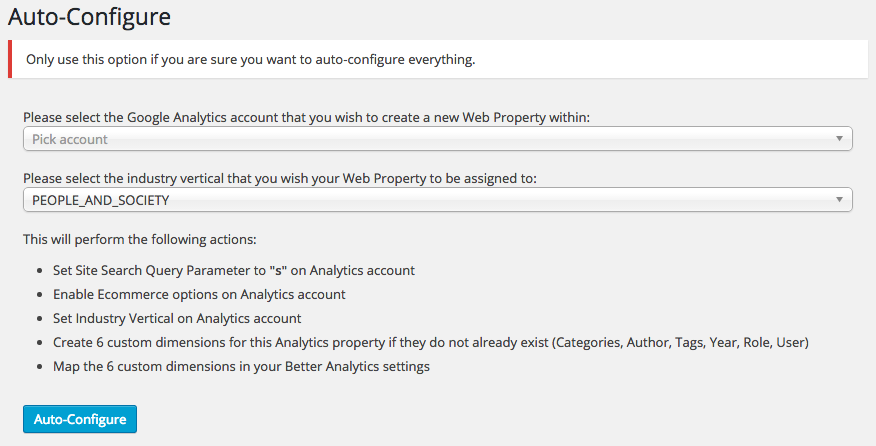 Auto-Configure
Only use this option if you are sure you want to auto-configure everything.
Please select the Google Analytics account that you wish to create a new Web Property within:
Pick account
Please select the industry vertical that you wish your Web Property to be assigned to:
PEOPLE_AND_SOCIETY
This will perform the following actions:
• Set Site Search Query Parameter to "s" on Analytics account
• Enable Ecommerce options on Analytics account
• Set Industry Vertical on Analytics account
• Create 6 custom dimensions for this Analytics property if they do not already exist (Categories, Author, Tags, Year, Role, User)
• Map the 6 custom dimensions in your Better Analytics settings
Auto-Configure